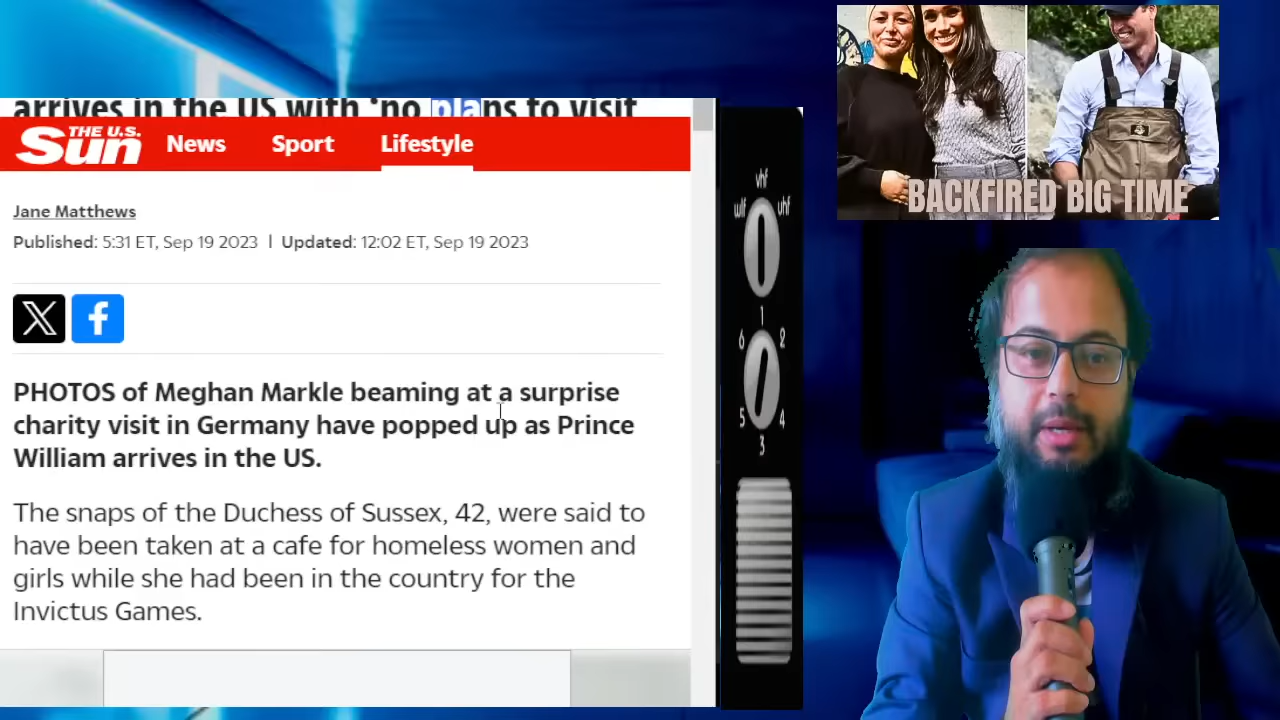 arrives in the US with 'no plans to visit
THE U.S.
Sun
News
Sport
Lifestyle
Jane Matthews
Published: 5:31 ET, Sep 19 2023 | Updated: 12:02 ET, Sep 19 2023
PHOTOS of Meghan Markle beaming at a surprise
charity visit in Germany have popped up as Prince
William arrives in the US.
The snaps of the Duchess of Sussex, 42, were said to
have been taken at a cafe for homeless women and
girls while she had been in the country for the
Invictus Games.
vhf
uhf
1
6
2
5
4
3
BACKFIRED BIG TIME